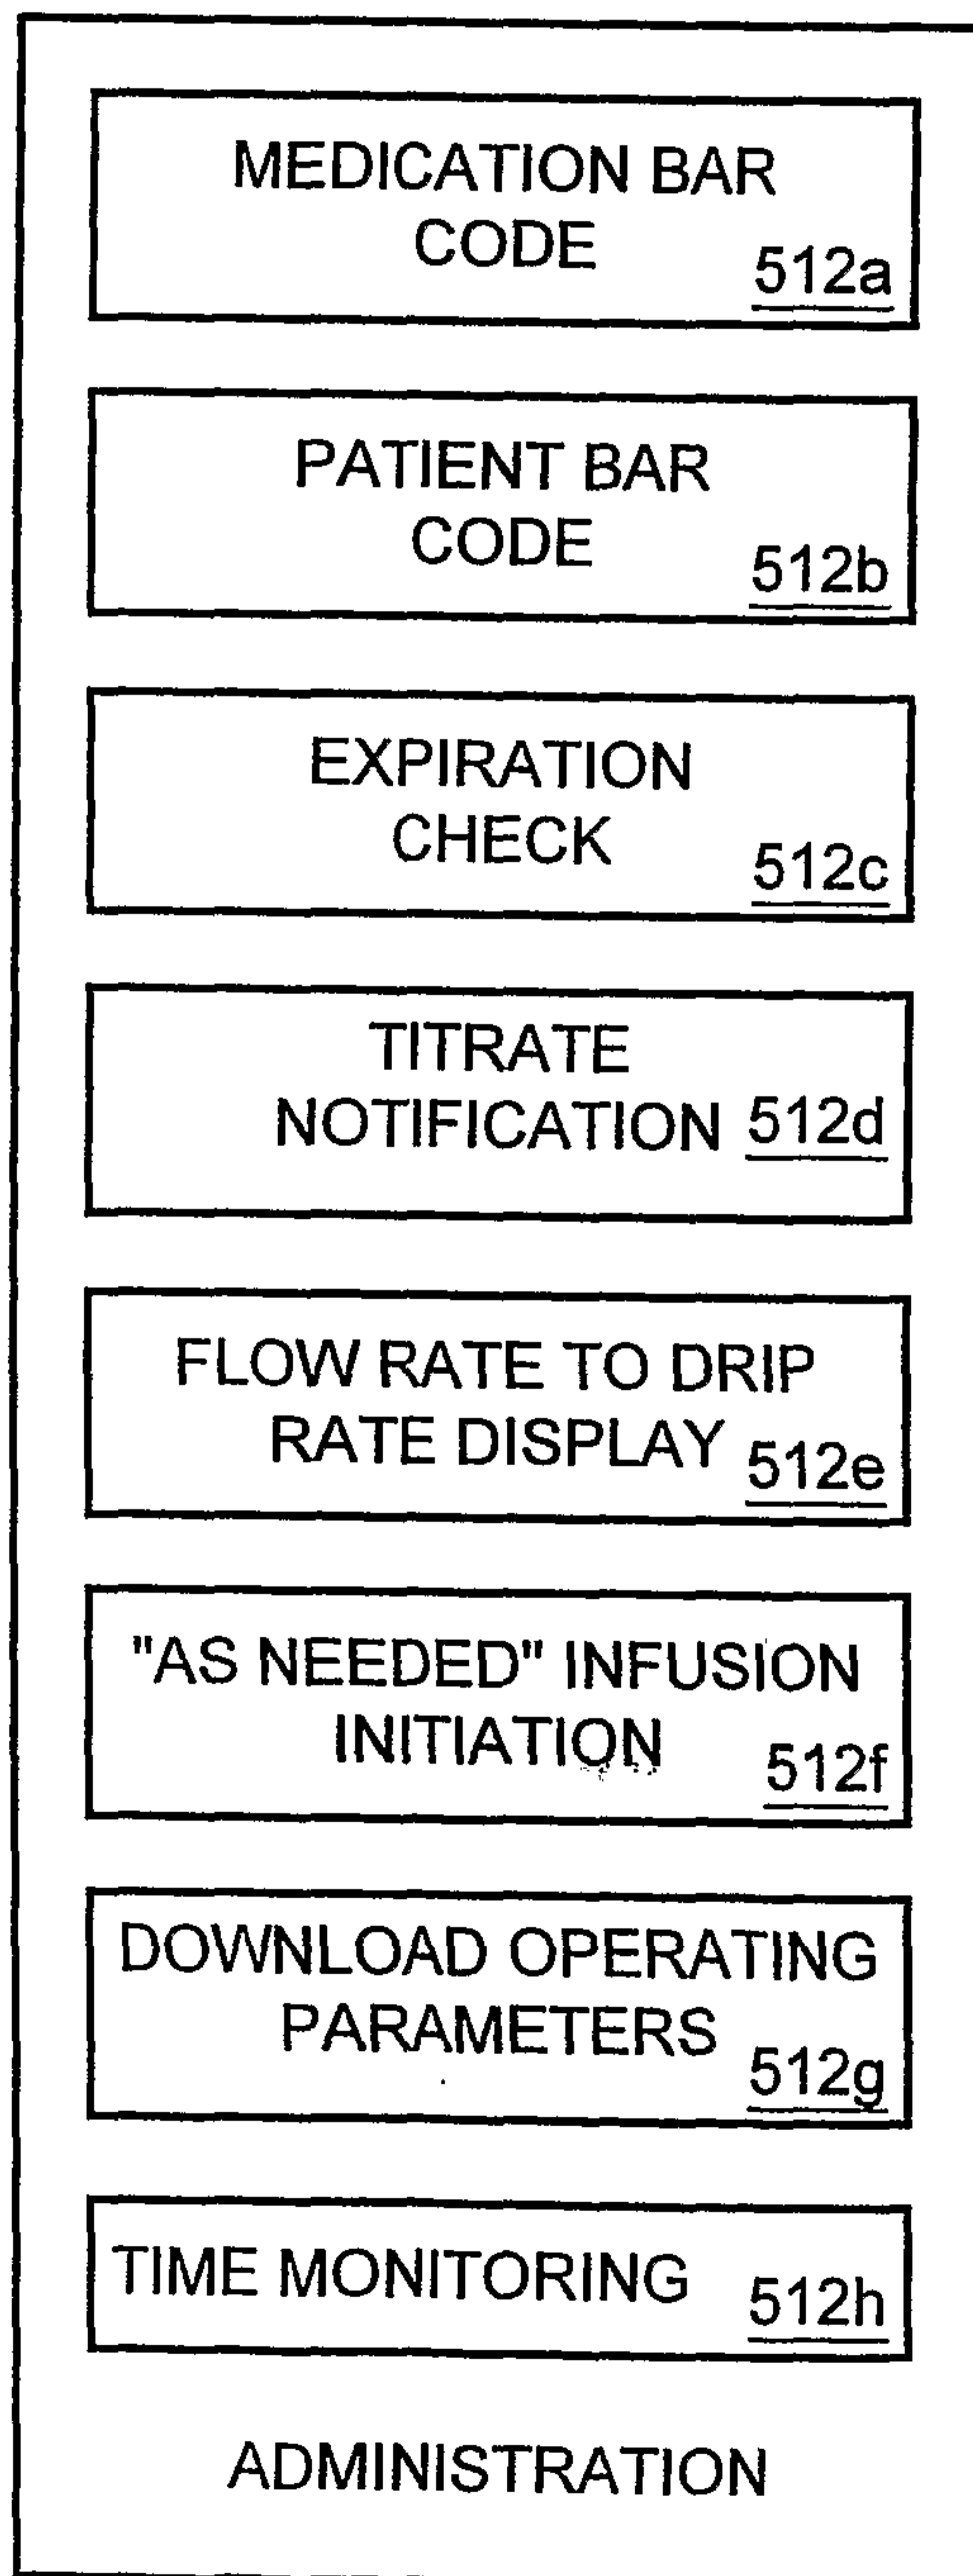 MEDICATION BAR
CODE
512a
PATIENT BAR
CODE
512b
EXPIRATION
CHECK
512c
TITRATE
NOTIFICATION 512d
FLOW RATE TO DRIP
RATE DISPLAY
512e
"AS NEEDED" INFUSION
INITIATION
512f
DOWNLOAD OPERATING
PARAMETERS
512g
TIME MONITORING
512h
ADMINISTRATION